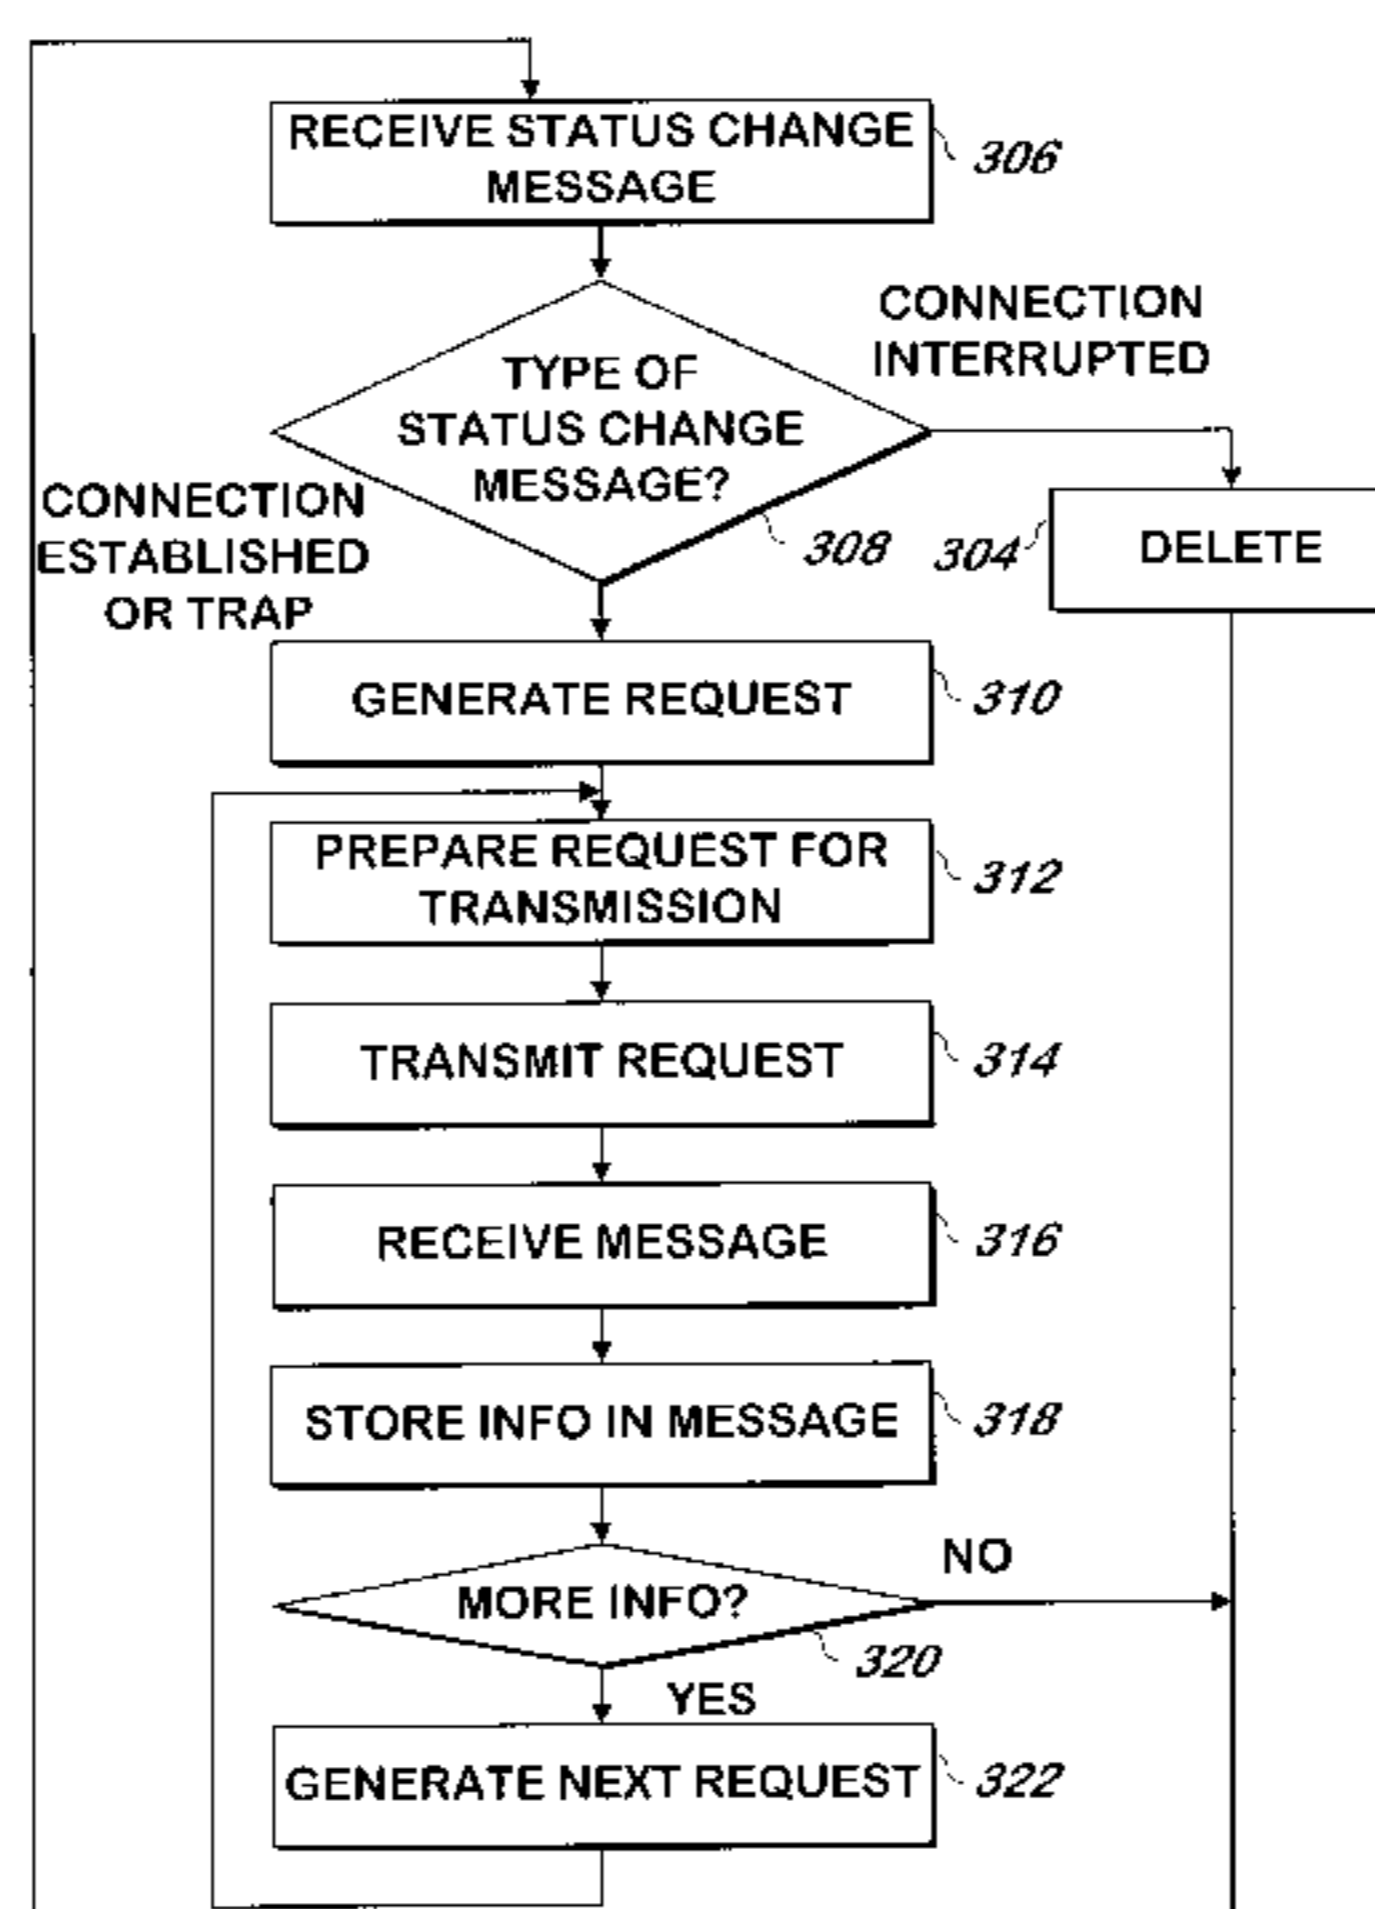 RECEIVE STATUS CHANGE
MESSAGE
306
CONNECTION
INTERRUPTED
TYPE OF
STATUS CHANGE
MESSAGE?
308
304
DELETE
CONNECTION
ESTABLISHED
OR TRAP
GENERATE REQUEST
310
PREPARE REQUEST FOR
TRANSMISSION
312
TRANSMIT REQUEST
314
RECEIVE MESSAGE
316
STORE INFO IN MESSAGE
318
MORE INFO?
NO
320
YES
GENERATE NEXT REQUEST
322